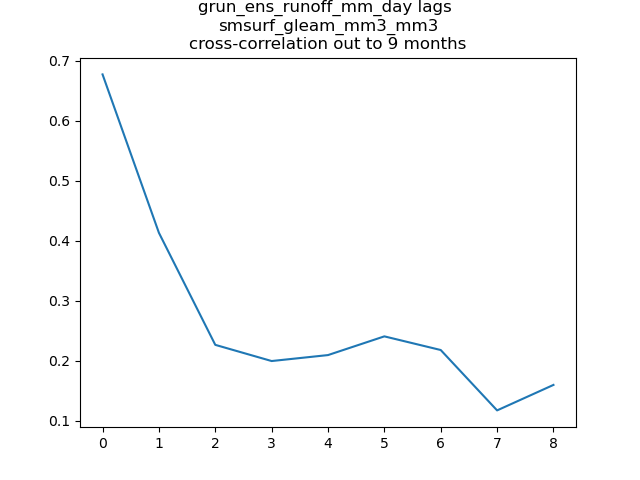 grun_ens_runoff_mm_day lags
smsurf_gleam_mm3_mm3
cross-correlation out to 9 months
0.7
0.6
0.5
0.4
0.3
0.2
0.1
0 1 2 3 4 5 6 7 8